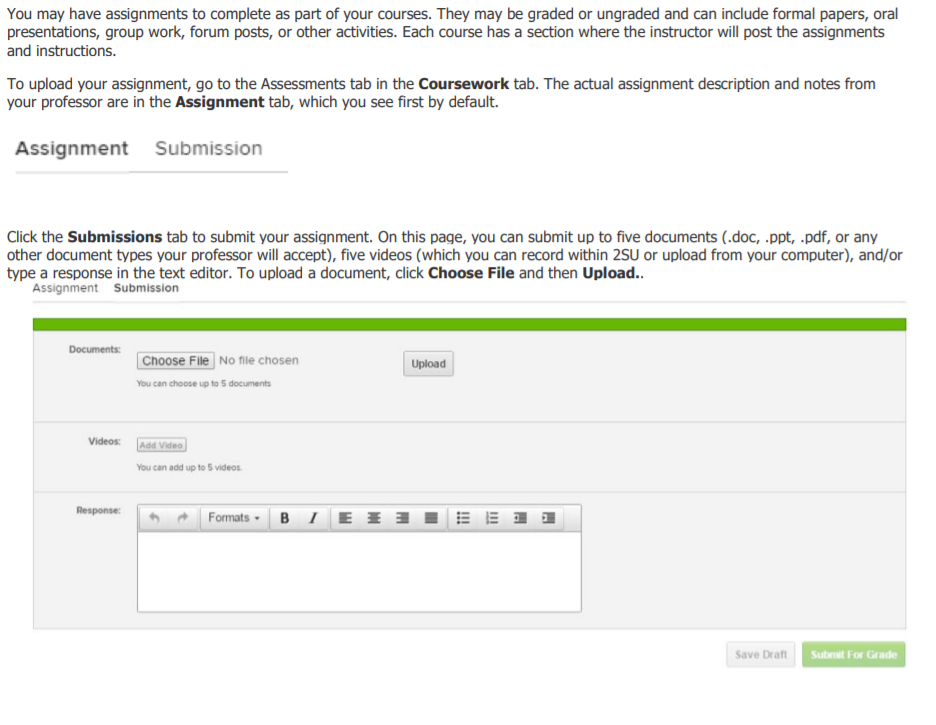 You may have assignments to complete as part of your courses. They may be graded or ungraded and can include formal papers, oral
presentations, group work, forum posts, or other activities. Each course has a section where the instructor will post the assignments
and instructions.
To upload your assignment, go to the Assessments tab in the Coursework tab. The actual assignment description and notes from
your professor are in the Assignment tab, which you see first by default.
Assignment Submission
Click the Submissions tab to submit your assignment. On this page, you can submit up to five documents (.doc, .ppt, .pdf, or any
other document types your professor will accept), five videos (which you can record within 2SU or upload from your computer), and/or
type a response in the text editor. To upload a document, click Choose File and then Upload..
Assignment Submission
Documents:
Choose File No file chosen Upload
You can choose up to 5 documents
Videos:
Add Video
You can add up to 5 videos.
Response:
Formats B I
Save Draft Submit For Grade